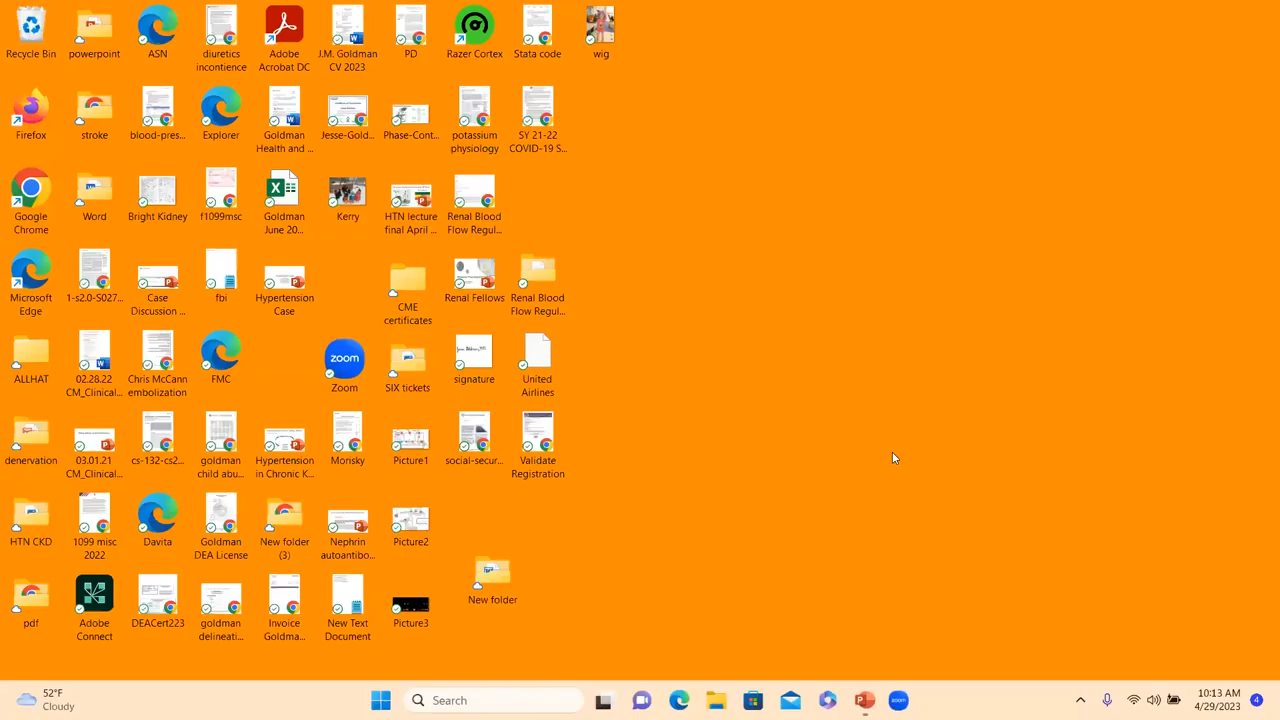 Recycle Bin
powerpoint
ASN
diuretics
incontience
Adobe
Acrobat DC
J.M. Goldman
CV 2023
PD
Razer Cortex
Stata code
wig
Firefox
stroke
blood-pres...
Explorer
Goldman
Health and ...
Jesse-Gold...
Phase-Cont...
potassium
physiology
SY 21-22
COVID-19 S...
Google
Chrome
Word
Bright Kidney
f1099msc
Goldman
June 20...
Kerry
HTN lecture
final April ...
Renal Blood
Flow Regul...
Microsoft
Edge
1-s2.0-S027...
Case
Discussion ...
fbi
Hypertension
Case
CME
certificates
Renal Fellows
Renal Blood
Flow Regul...
ALLHAT
02.28.22
CM_Clinical...
Chris McCann
embolization
FMC
zoom
Zoom
SIX tickets
signature
United
Airlines
denervation
03.01.21
CM_Clinical...
cs-132-cs2...
goldman
child abu...
Hypertension
in Chronic K...
Morisky
Picture1
social-secur...
Validate
Registration
HTN CKD
1099 misc
2022
Davita
Goldman
DEA License
New folder
(3)
Nephrin
autoantibo...
Picture2
New folder
pdf
Adobe
Connect
DEACert223
goldman
delineati...
Invoice
Goldma...
New Text
Document
Picture3
52°F
Cloudy
Search
zoom
10:13 AM
4/29/2023
4